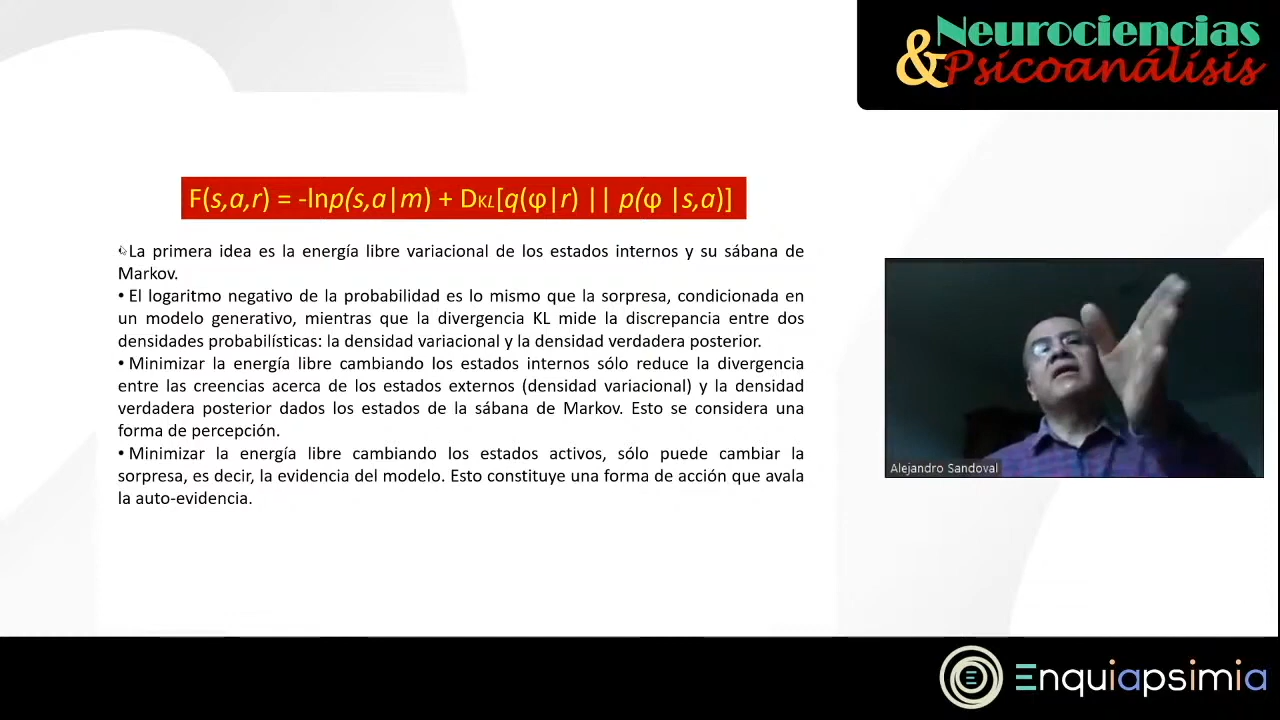 Neurociencias
&Psicoanálisis
F(s,a,r) = -lnp(s,a|m) + DKL[q(φ|r) || p(φ |s,a)]
•La primera idea es la energía libre variacional de los estados internos y su sábana de
Markov.
• El logaritmo negativo de la probabilidad es lo mismo que la sorpresa, condicionada en
un modelo generativo, mientras que la divergencia KL mide la discrepancia entre dos
densidades probabilísticas: la densidad variacional y la densidad verdadera posterior.
• Minimizar la energía libre cambiando los estados internos sólo reduce la divergencia
entre las creencias acerca de los estados externos (densidad variacional) y la densidad
verdadera posterior dados los estados de la sábana de Markov. Esto se considera una
forma de percepción.
• Minimizar la energía libre cambiando los estados activos, sólo puede cambiar la
sorpresa, es decir, la evidencia del modelo. Esto constituye una forma de acción que avala
la auto-evidencia.
Alejandro Sandoval
Enquiapsimia